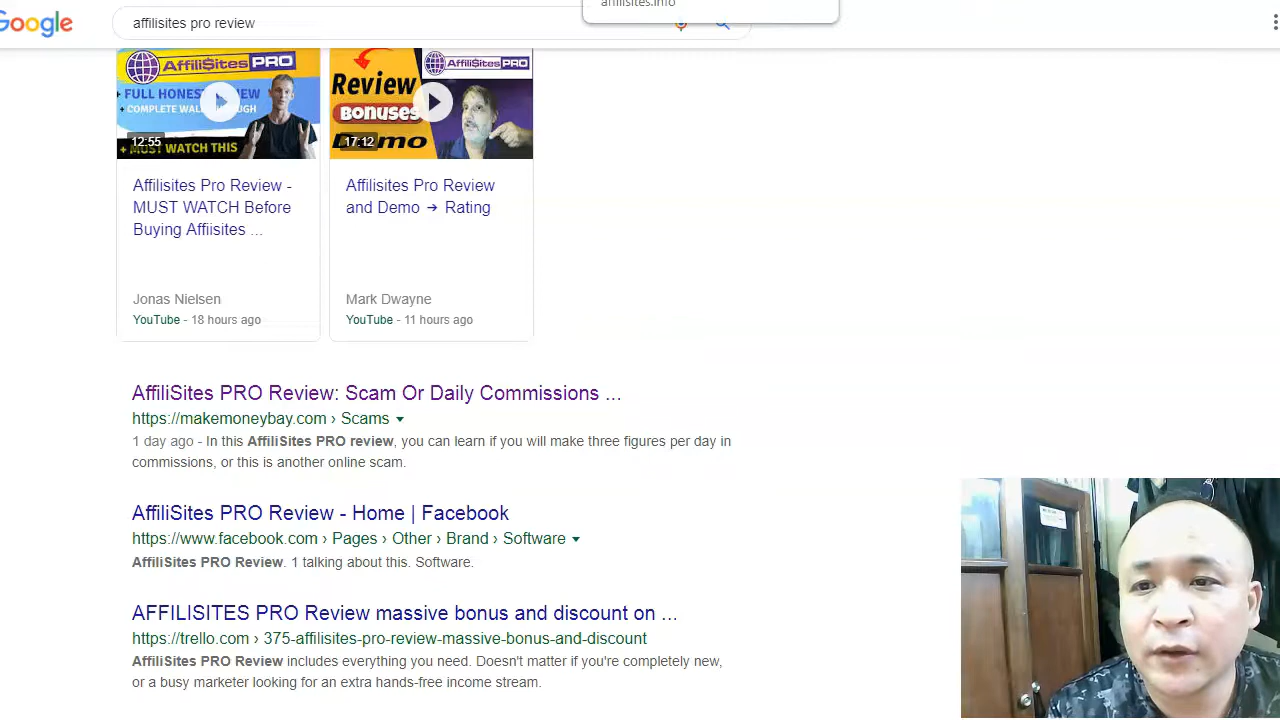 affilisites.info
Google
affilisites pro review
AffiliSites PRO
+ FULL HONEST REVIEW
+ COMPLETE WALKTHROUGH
+ MUST WATCH THIS
12:55
AffiliSites PRO
Review
BONUSES
Demo
17:12
Affilisites Pro Review -
MUST WATCH Before
Buying Affiisites ...
Affilisites Pro Review
and Demo → Rating
Jonas Nielsen
YouTube - 18 hours ago
Mark Dwayne
YouTube - 11 hours ago
AffiliSites PRO Review: Scam Or Daily Commissions ...
https://makemoneybay.com › Scams
1 day ago - In this AffiliSites PRO review, you can learn if you will make three figures per day in
commissions, or this is another online scam.
AffiliSites PRO Review - Home | Facebook
https://www.facebook.com › Pages › Other › Brand › Software
AffiliSites PRO Review. 1 talking about this. Software.
AFFILISITES PRO Review massive bonus and discount on ...
https://trello.com › 375-affilisites-pro-review-massive-bonus-and-discount
AffiliSites PRO Review includes everything you need. Doesn't matter if you're completely new,
or a busy marketer looking for an extra hands-free income stream.